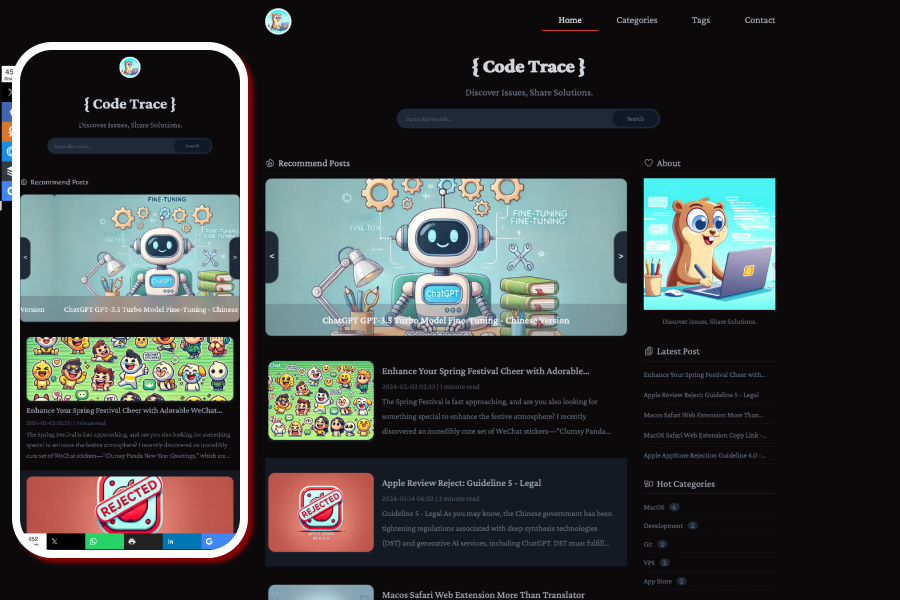 Home Categories Tags Contact
{ Code Trace }
Discover Issues, Share Solutions.
Input Keywords... Search
Recommend Posts
FINE-TUNING
FINE-TUNING
ChatGPT
< >
ChatGPT GPT-3.5 Turbo Model Fine-Tuning - Chinese Version
Enhance Your Spring Festival Cheer with Adorable...
2024-02-02 02:33 | 1 minute read
The Spring Festival is fast approaching, and are you also looking for
something special to enhance the festive atmosphere? I recently
discovered an incredibly cute set of WeChat stickers—"Clumsy Panda...
REJECTED
APP STORE
REVIEW
Apple Review Reject: Guideline 5 - Legal
2024-01-14 06:02 | 2 minute read
Guideline 5 - Legal As you may know, the Chinese government has been
tightening regulations associated with deep synthesis technologies
(DST) and generative AI services, including ChatGPT. DST must fulfill...
Macos Safari Web Extension More Than Translator
About
Discover Issues, Share Solutions.
Latest Post
Enhance Your Spring Festival Cheer with...
Apple Review Reject: Guideline 5 - Legal
Macos Safari Web Extension More Than...
MacOS Safari Web Extension Copy Link -...
Apple AppStore Rejection Guideline 4.0 -...
Hot Categories
MacOS 6
Development
Git
VPS
App Store
{ Code Trace }
Discover Issues, Share Solutions.
Input Keywords... Search
Recommend Posts
FINE-TUNING
ChatGPT
< >
Version ChatGPT GPT-3.5 Turbo Model Fine-Tuning - Chinese
Enhance Your Spring Festival Cheer with Adorable WeChat...
2024-02-02 02:33 | 1 minute read
The Spring Festival is fast approaching, and are you also looking for something
special to enhance the festive atmosphere? I recently discovered an incredibly
cute set of WeChat stickers—"Clumsy Panda New Year Greetings," which are...
REJECTED
452
in
G